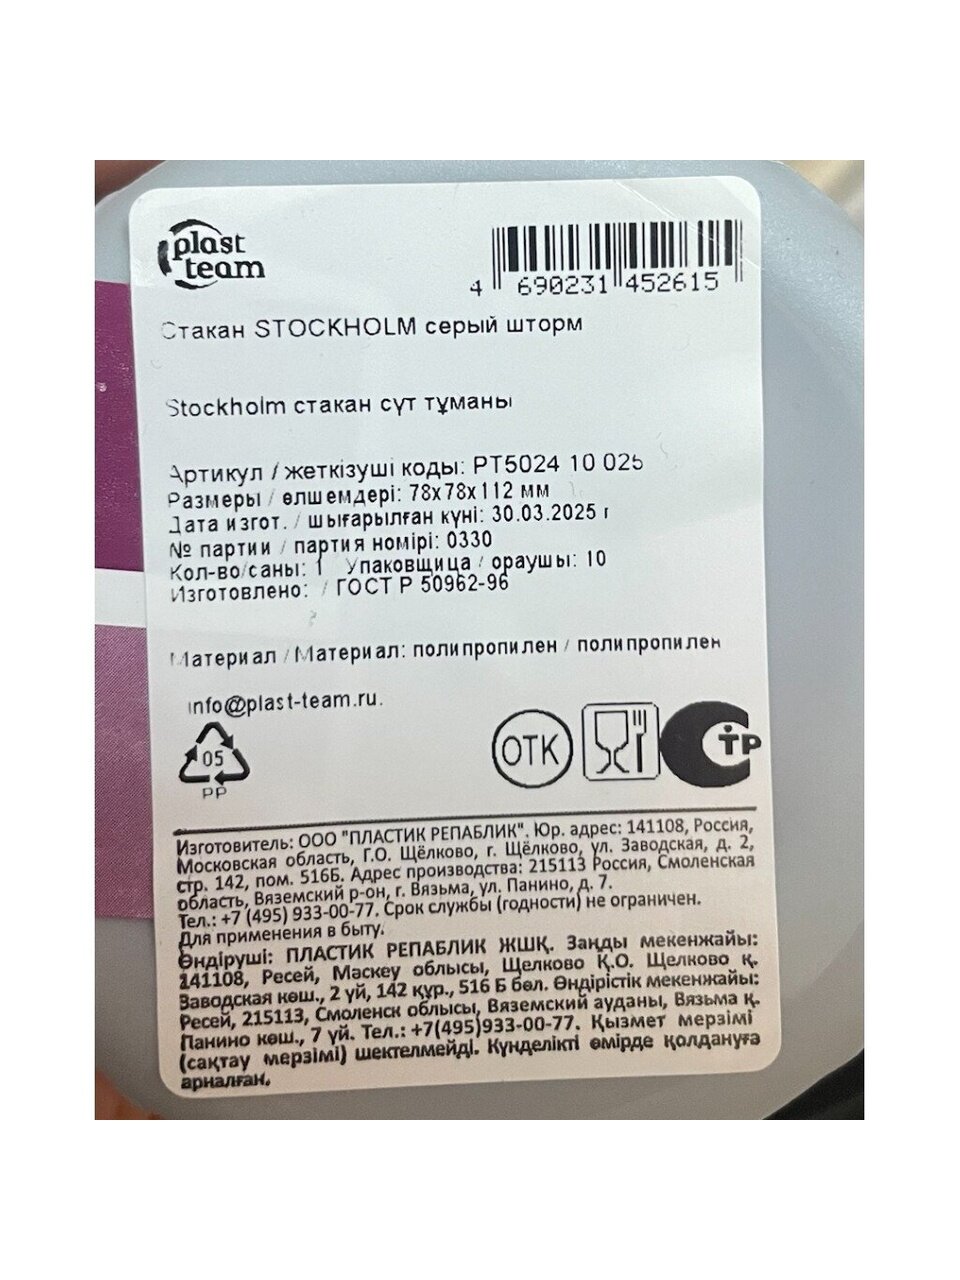 plast
team
4 690231 452615
Стакан STOCKHOLM серый шторм
Stockholm стакан сүт тұманы
Артикул / жеткізуші коды: PT5024 10 025
Размеры / өлшемдері: 78x78x112 мм
Дата изгот. / шығарылған күні: 30.03.2025 г
№ партии / партия номірі: 0330
Кол-во/саны: 1 Упаковщица / ораушы: 10
Изготовлено: / ГОСТ Р 50962-96
Материал / Материал: полипропилен / полипропилен
info@plast-team.ru.
05
PP
ОТК
ТР
Изготовитель: ООО "ПЛАСТИК РЕПАБЛИК". Юр. адрес: 141108, Россия,
Московская область, Г.О. Щёлково, г. Щёлково, ул. Заводская, д. 2,
стр. 142, пом. 516Б. Адрес производства: 215113 Россия, Смоленская
область, Вяземский р-он, г. Вязьма, ул. Панино, д. 7.
Тел.: +7 (495) 933-00-77. Срок службы (годности) не ограничен.
Для применения в быту.
Өндіруші: ПЛАСТИК РЕПАБЛИК ЖШҚ. Заңды мекенжайы:
141108, Ресей, Мәскеу облысы, Щелково Қ.О. Щелково қ.
Заводская көш., 2 үй, 142 құр., 516 Б бөл. Өндірістік мекенжайы:
Ресей, 215113, Смоленск облысы, Вяземский ауданы, Вязьма қ.
Панино көш., 7 үй. Тел.: +7(495)933-00-77. Қызмет мерзімі
(сақтау мерзімі) шектелмейді. Күнделікті өмірде қолдануға
арналған.